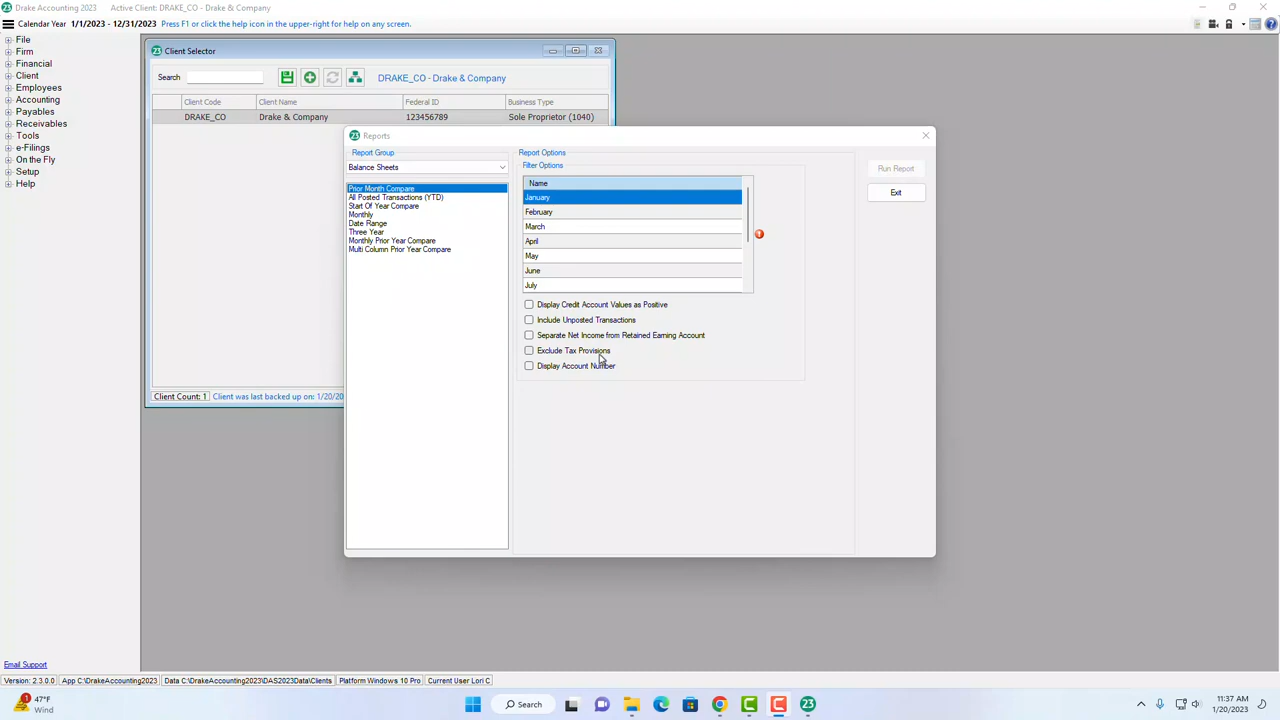 Drake Accounting 2023 Active Client: DRAKE_CO - Drake & Company
Calendar Year 1/1/2023 - 12/31/2023 Press F1 or click the help icon in the upper-right for help on any screen.
File
Firm
Financial
Client
Employees
Accounting
Payables
Receivables
Tools
e-Filings
On the Fly
Setup
Help
23 Client Selector
Search DRAKE_CO - Drake & Company
Client Code Client Name Federal ID Business Type
DRAKE_CO Drake & Company 123456789 Sole Proprietor (1040)
Client Count: 1 Client was last backed up on: 1/20/20
23 Reports
Report Group
Balance Sheets
Prior Month Compare
All Posted Transactions (YTD)
Start Of Year Compare
Monthly
Date Range
Three Year
Monthly Prior Year Compare
Multi Column Prior Year Compare
Report Options
Filter Options
Name
January
February
March
April
May
June
July
Display Credit Account Values as Positive
Include Unposted Transactions
Separate Net Income from Retained Earning Account
Exclude Tax Provisions
Display Account Number
Run Report
Exit
Email Support
Version: 2.3.0.0 App C:\DrakeAccounting2023 Data C:\DrakeAccounting2023\DAS2023Data\Clients Platform Windows 10 Pro Current User Lori C
47°F
Wind
Search
23
11:37 AM
1/20/2023